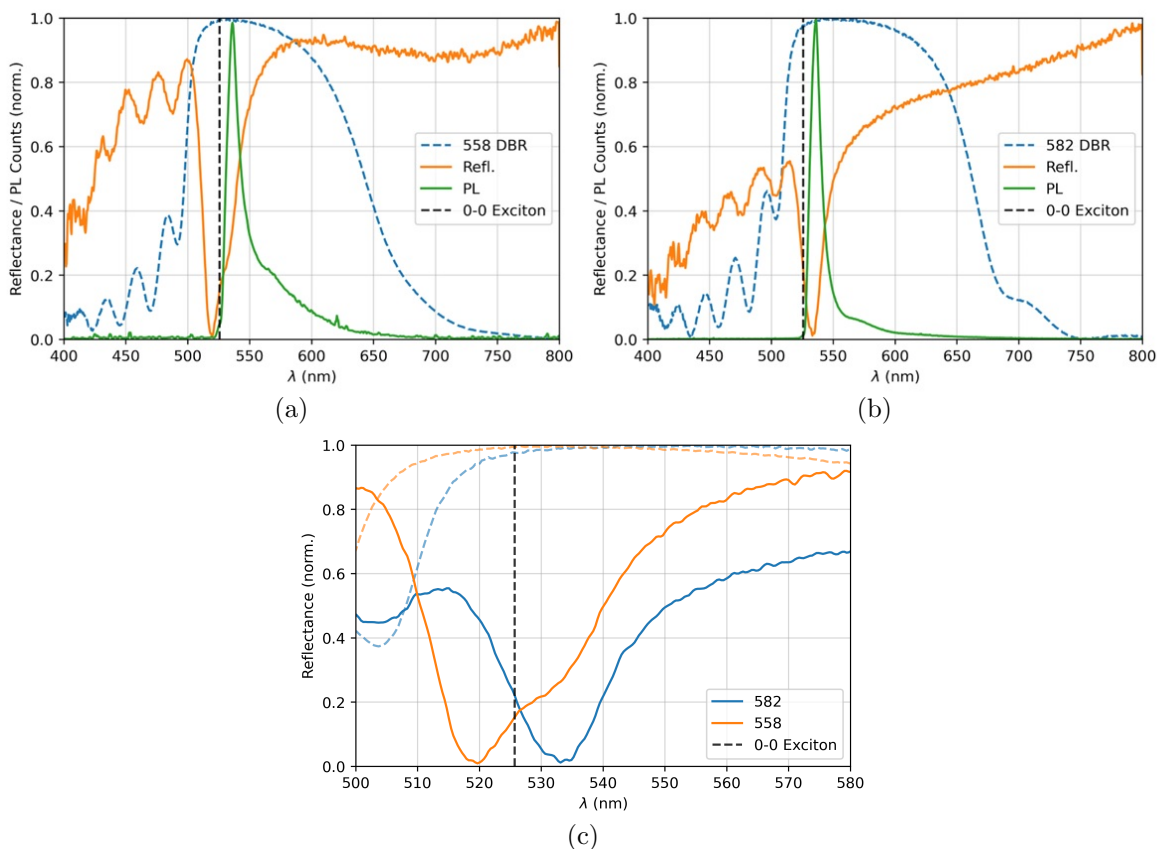 Reflectance / PL Counts (norm.)
1.0
0.8
0.6
0.4
0.2
0.0
558 DBR
Refl.
PL
0-0 Exciton
400 450 500 550 600 650 700 750 800
λ (nm)
(a)
Reflectance / PL Counts (norm.)
1.0
0.8
0.6
0.4
0.2
0.0
582 DBR
Refl.
PL
0-0 Exciton
400 450 500 550 600 650 700 750 800
λ (nm)
(b)
Reflectance (norm.)
1.0
0.8
0.6
0.4
0.2
0.0
582
558
0-0 Exciton
500 510 520 530 540 550 560 570 580
λ (nm)
(c)